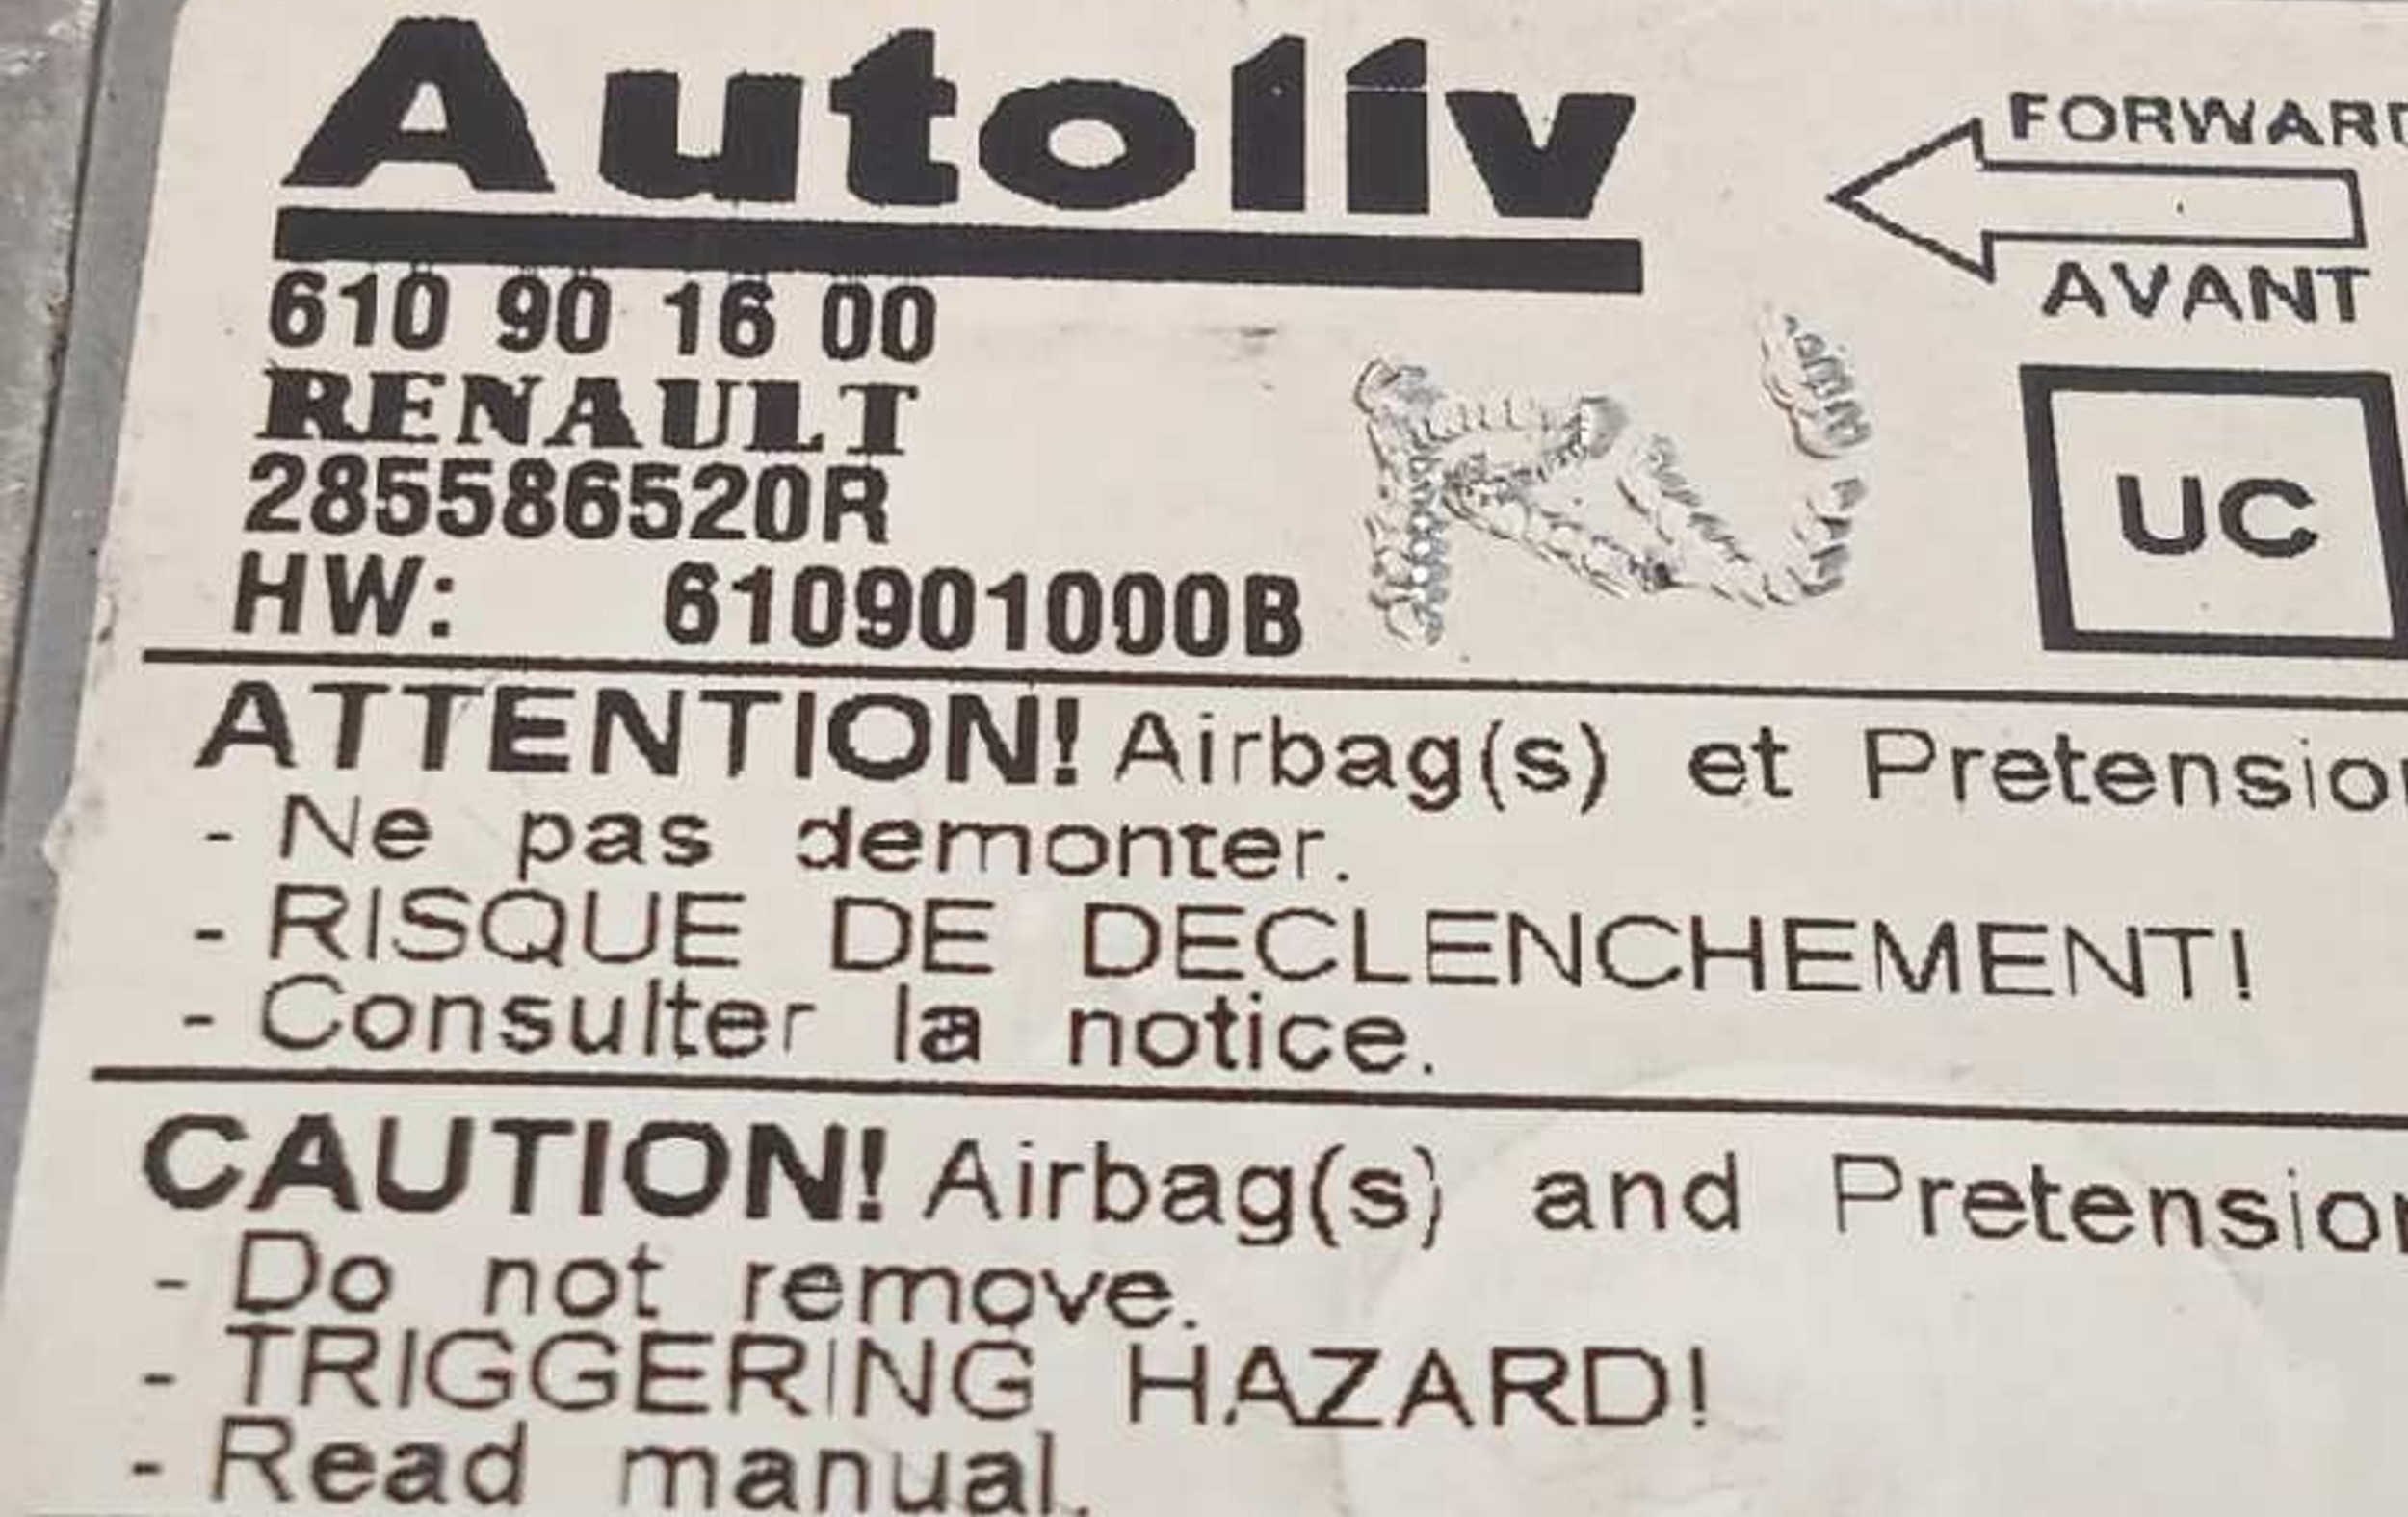 Autoliv
FORWARD
AVANT
610 90 16 00
RENAULT
285586520R
HW: 610901000B
UC
ATTENTION! Airbag(s) et Pretension
- Ne pas demonter.
- RISQUE DE DECLENCHEMENT!
- Consulter la notice.
CAUTION! Airbag(s) and Pretension
- Do not remove.
- TRIGGERING HAZARD!
- Read manual.